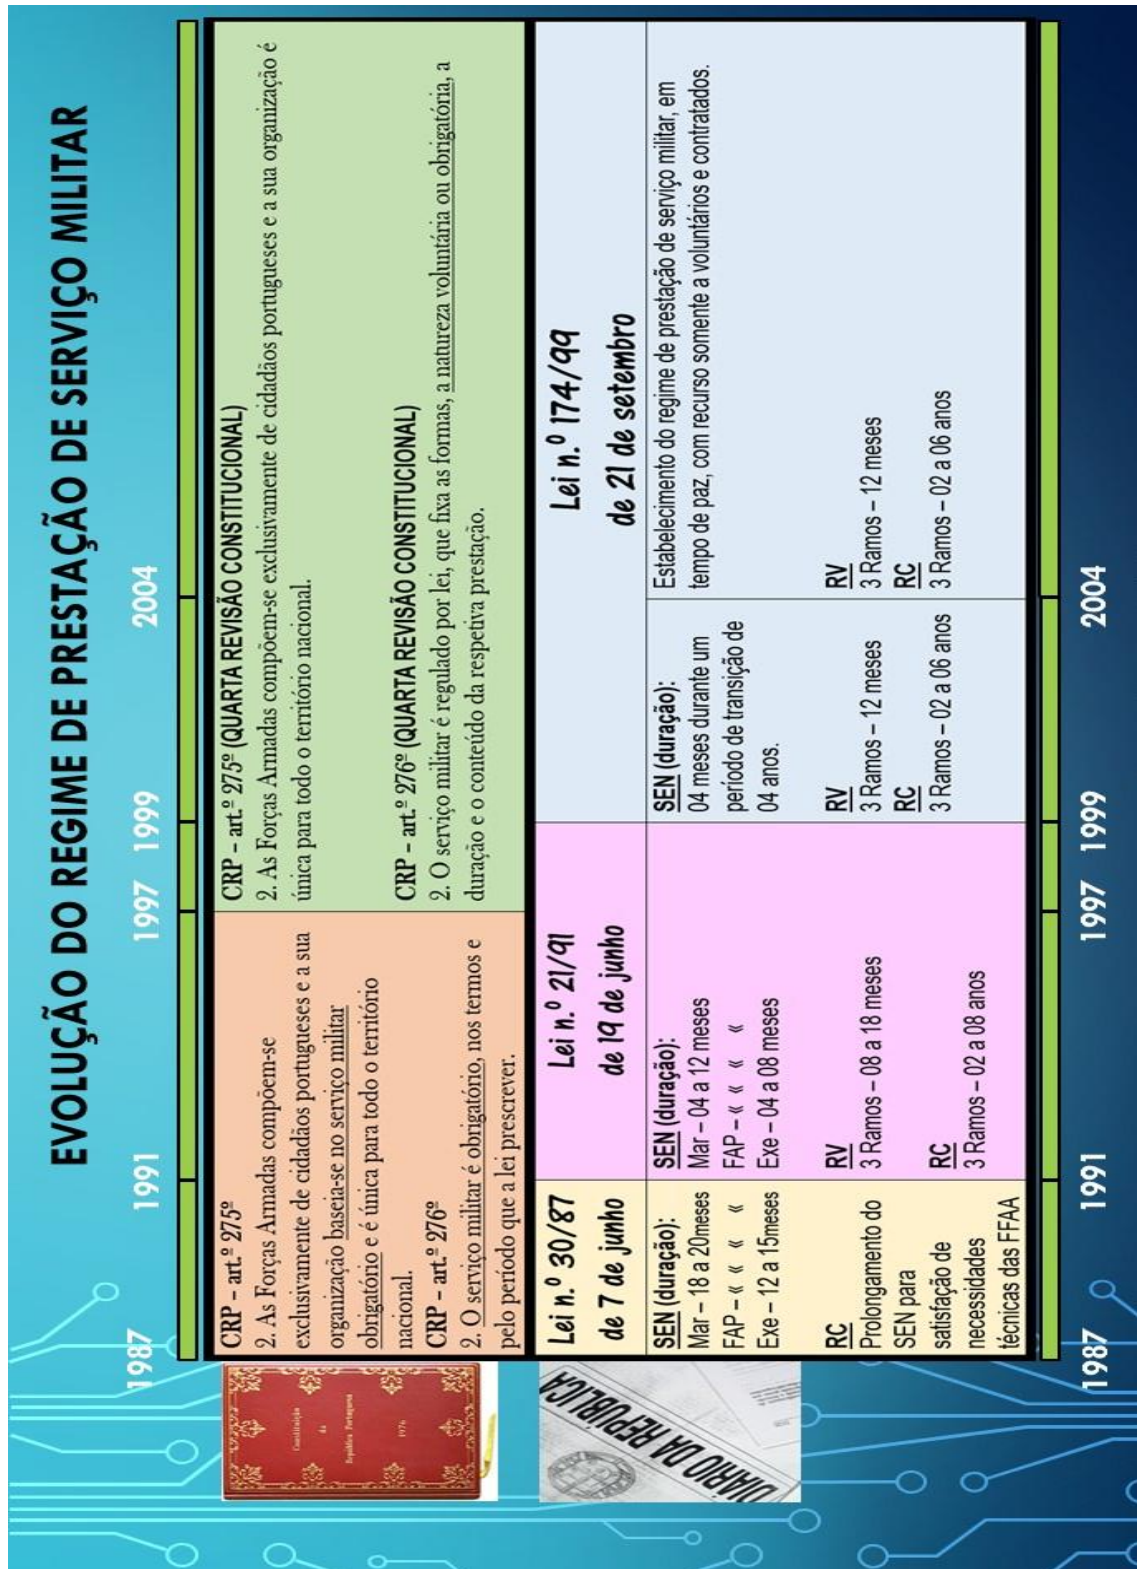 EVOLUÇÃO DO REGIME DE PRESTAÇÃO DE SERVIÇO MILITAR
1987 1991 1997 1999 2004
Constituição
da
República Portuguesa
1976
CRP – art.º 275º
2. As Forças Armadas compõem-se
exclusivamente de cidadãos portugueses e a sua
organização baseia-se no serviço militar
obrigatório e é única para todo o território
nacional.
CRP – art.º 276º
2. O serviço militar é obrigatório, nos termos e
pelo período que a lei prescrever.
CRP – art.º 275º (QUARTA REVISÃO CONSTITUCIONAL)
2. As Forças Armadas compõem-se exclusivamente de cidadãos portugueses e a sua organização é
única para todo o território nacional.
CRP – art.º 276º (QUARTA REVISÃO CONSTITUCIONAL)
2. O serviço militar é regulado por lei, que fixa as formas, a natureza voluntária ou obrigatória, a
duração e o conteúdo da respetiva prestação.
DIÁRIO DA REPÚBLICA
Lei n.º 30/87
de 7 de junho
SEN (duração):
Mar – 18 a 20meses
FAP – « « « «
Exe – 12 a 15meses
RC
Prolongamento do
SEN para
satisfação de
necessidades
técnicas das FFAA
Lei n.º 21/91
de 19 de junho
SEN (duração):
Mar – 04 a 12 meses
FAP – « « « «
Exe – 04 a 08 meses
RV
3 Ramos – 08 a 18 meses
RC
3 Ramos – 02 a 08 anos
Lei n.º 174/99
de 21 de setembro
SEN (duração):
04 meses durante um
período de transição de
04 anos.
RV
3 Ramos – 12 meses
RC
3 Ramos – 02 a 06 anos
Estabelecimento do regime de prestação de serviço militar, em
tempo de paz, com recurso somente a voluntários e contratados.
RV
3 Ramos – 12 meses
RC
3 Ramos – 02 a 06 anos
1987 1991 1997 1999 2004